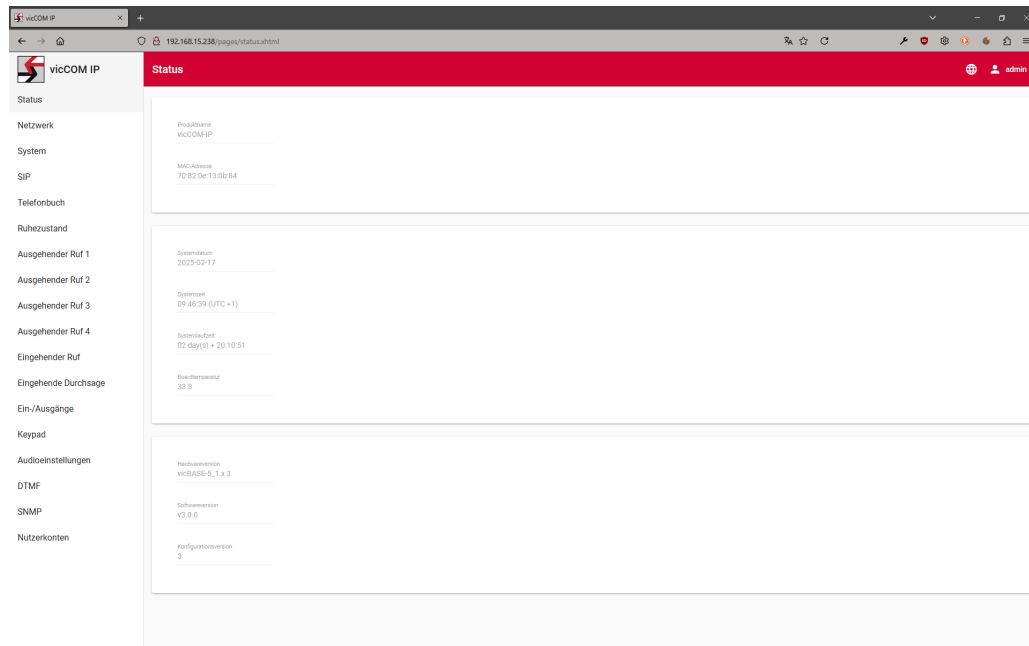 vicCOM IP
192.168.15.238/pages/status.xhtml
vicCOM IP
Status
admin
Status
Netzwerk
System
SIP
Telefonbuch
Ruhezustand
Ausgehender Ruf 1
Ausgehender Ruf 2
Ausgehender Ruf 3
Ausgehender Ruf 4
Eingehender Ruf
Eingehende Durchsage
Ein-/Ausgänge
Keypad
Audioeinstellungen
DTMF
SNMP
Nutzerkonten
Produktname
vicCOM-IP
MAC-Adresse
70:82:0e:13:0b:84
Systemdatum
2025-02-17
Systemzeit
09:46:39 (UTC +1)
Systemlaufzeit
02 day(s) + 20:10:51
Boardtemperatur
33.8
Hardwareversion
vicBASE-5_1.x 3
Softwareversion
v3.0.0
Konfigurationsversion
3